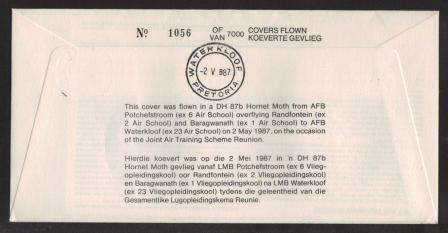 № 1056 OF VAN 7000 COVERS FLOWN KOEVERTE GEVLIEG
WATERKLOOF
-2 V 987
PRETORIA
This cover was flown in a DH 87b Hornet Moth from AFB
Potchefstroom (ex 6 Air School) overflying Randfontein (ex
2 Air School) and Baragwanath (ex 1 Air School) to AFB
Waterkloof (ex 23 Air School) on 2 May 1987, on the occasion
of the Joint Air Training Scheme Reunion.
Hierdie koevert was op die 2 Mei 1987 in 'n DH 87b
Hornet Moth gevlieg vanaf LMB Potchefstroom (ex 6 Vlieg-
opleidingskool) oor Randfontein (ex 2 Vliegopleidingskool)
en Baragwanath (ex 1 Vliegopleidingskool) na LMB Waterkloof
(ex 23 Vliegopleidingskool) tydens die geleentheid van die
Gesamentlike Lugopleidingskema Reunie.